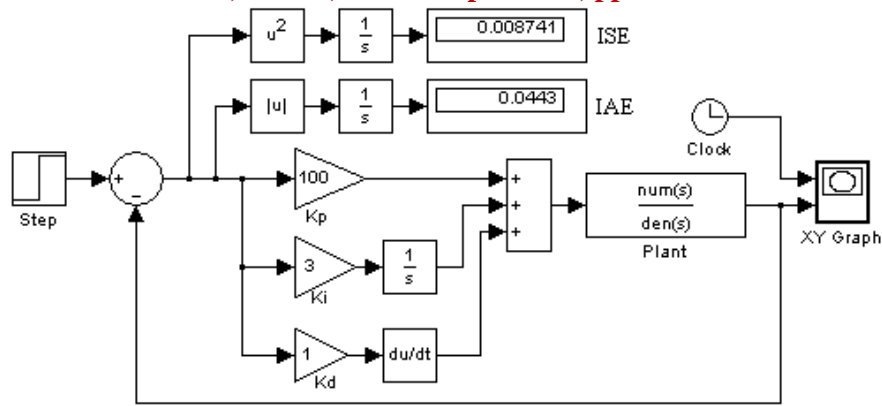 u2
1
s
0.008741
ISE
|u|
1
s
0.0443
IAE
Clock
Step
+
−
100
Kp
+
+
+
num(s)
den(s)
Plant
XY Graph
3
Ki
1
s
1
Kd
du/dt